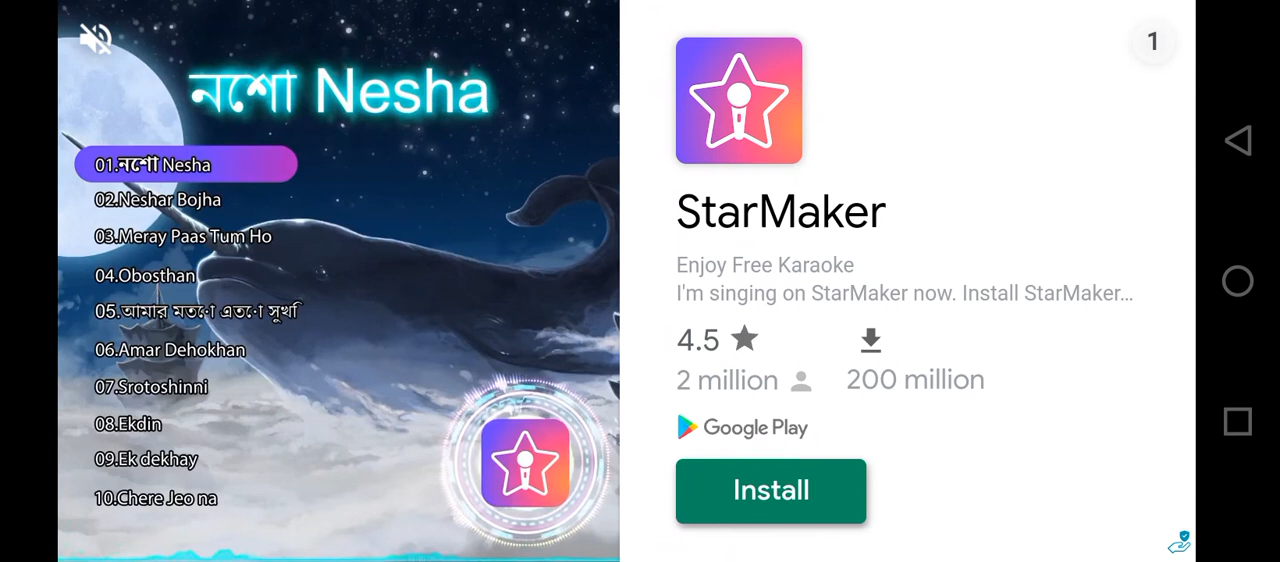 নেশা Nesha
01.নেশা Nesha
02.Neshar Bojha
03.Meray Paas Tum Ho
04.Obosthan
05.আমার মতো এতো সুখী
06.Amar Dehokhan
07.Srotoshinni
08.Ekdin
09.Ek dekhay
10.Chere Jeo na
1
StarMaker
Enjoy Free Karaoke
I'm singing on StarMaker now. Install StarMaker...
4.5
2 million 200 million
Google Play
Install